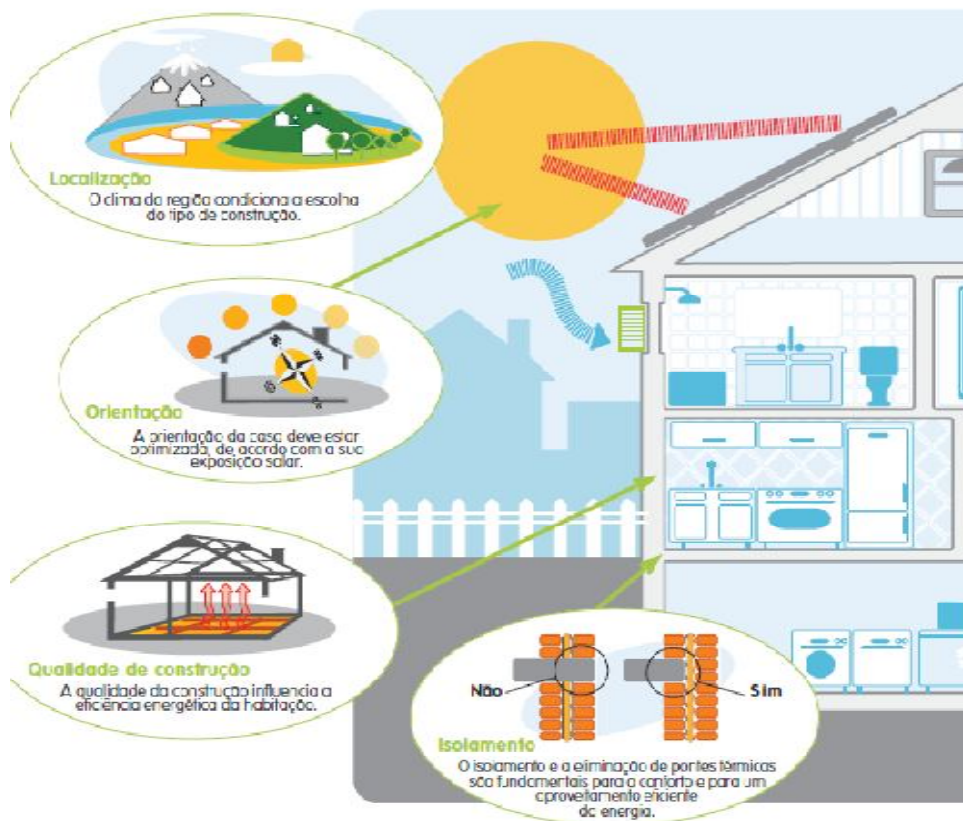 Localização
O clima da região condiciona a escolha
do tipo de construção.
Orientação
A orientação da casa deve estar
optimizada, de acordo com a sua
exposição solar.
Qualidade de construção
A qualidade da construção influencia a
eficiência energética da habitação.
Não
Sim
Isolamento
O isolamento e a eliminação de pontes térmicas
são fundamentais para o conforto e para um
aproveitamento eficiente
da energia.